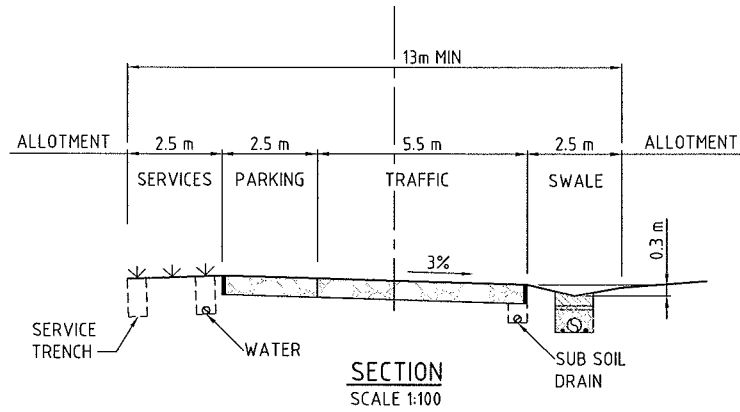 13m MIN
ALLOTMENT 2.5 m 2.5 m 5.5 m 2.5 m ALLOTMENT
SERVICES PARKING TRAFFIC SWALE
0.3 m
3%
SERVICE
TRENCH
WATER
SUB SOIL
DRAIN
SECTION
SCALE 1:100